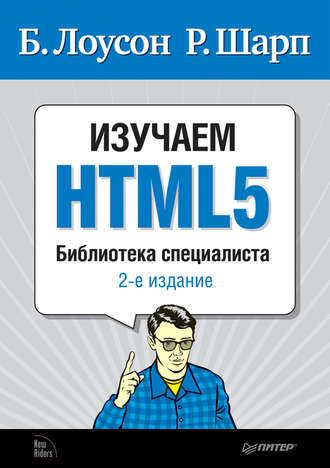 Б. Лоусон Р. Шарп
ИЗУЧАЕМ
HTML5
Библиотека специалиста
2-е издание
New
Riders
ПИТЕР®